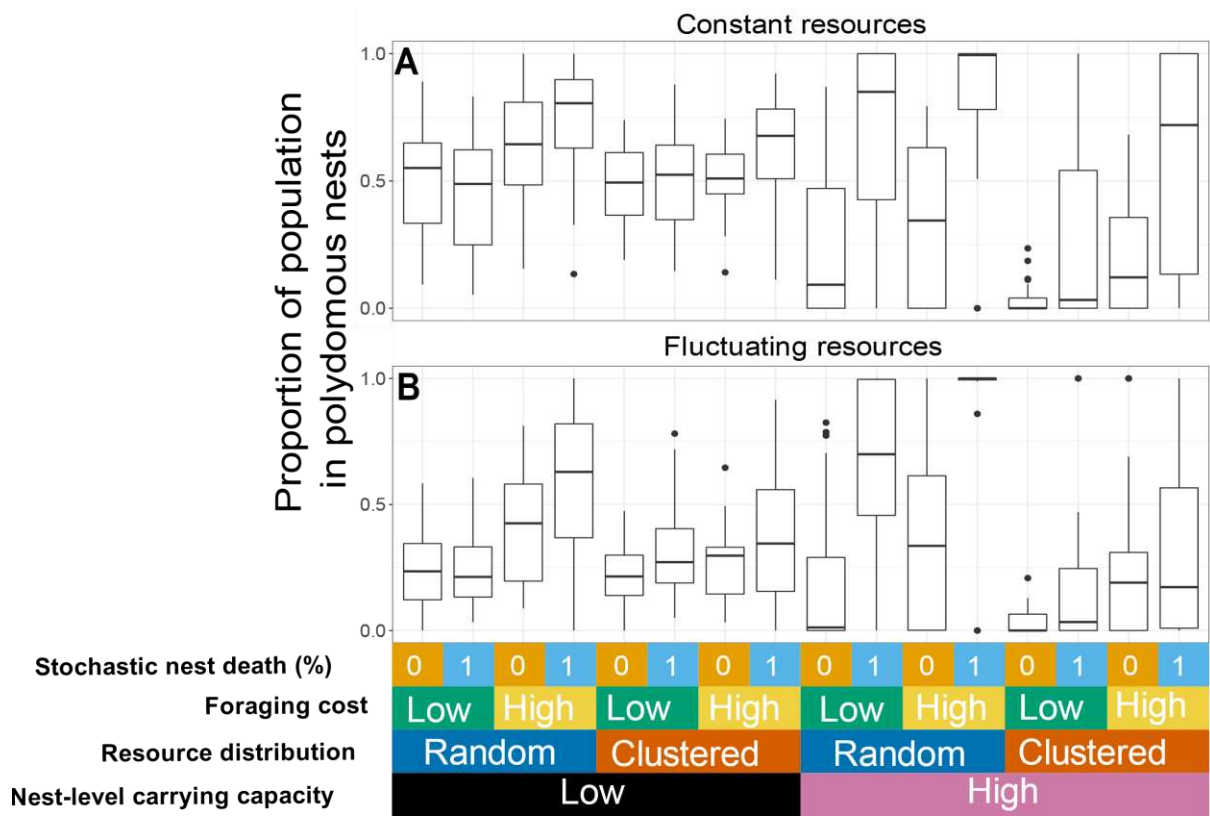 Constant resources
A
1.0
0.5
0.0
Proportion of population
in polydomous nests
Fluctuating resources
B
1.0
0.5
0.0
Stochastic nest death (%) 0 1 0 1 0 1 0 1 0 1 0 1 0 1 0 1
Foraging cost Low High Low High Low High Low High
Resource distribution Random Clustered Random Clustered
Nest-level carrying capacity Low High